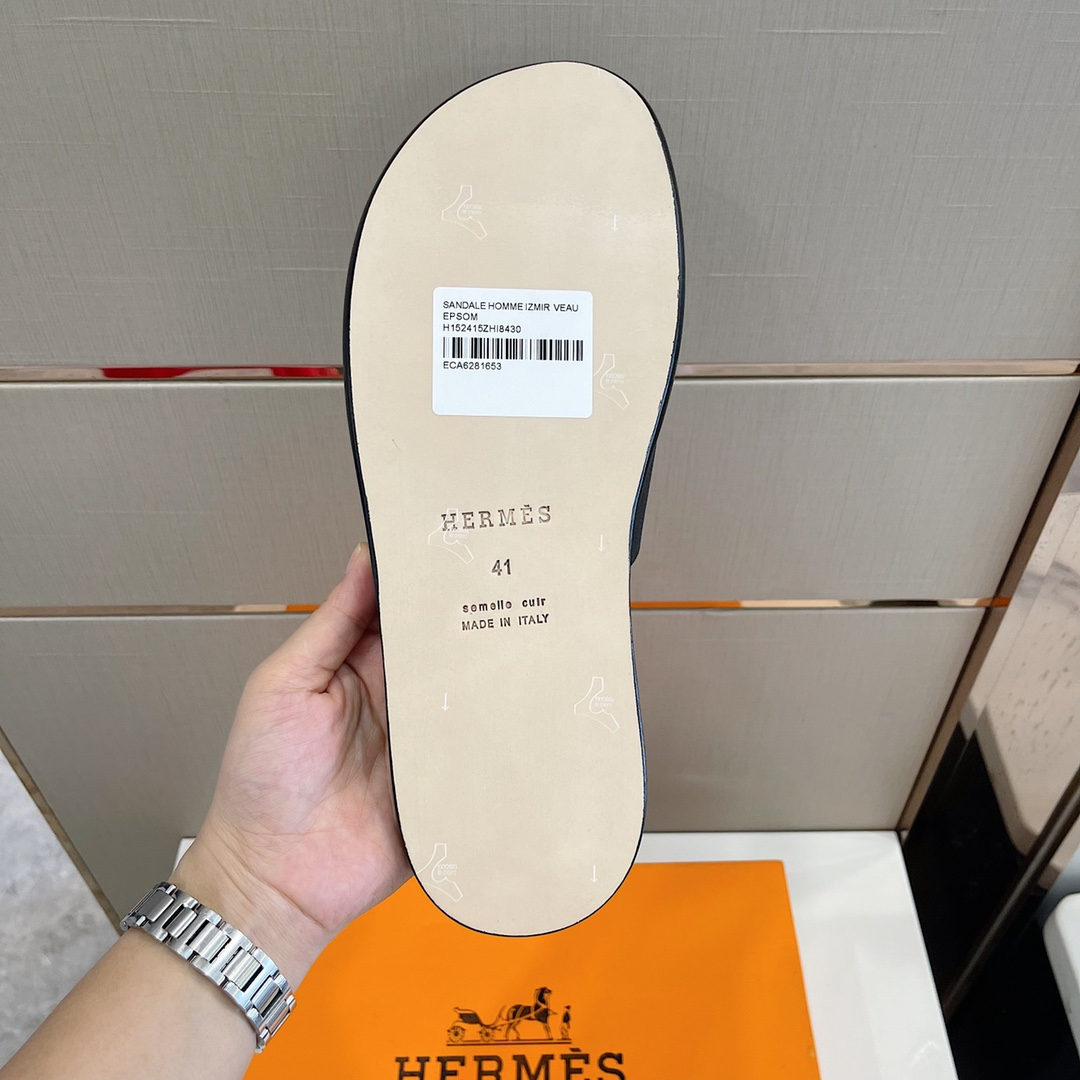 SANDALE HOMME IZMIR VEAU
EPSOM
H152415ZHI8430
ECA6281653
HERMÈS
41
semelle cuir
MADE IN ITALY
HERMÈS